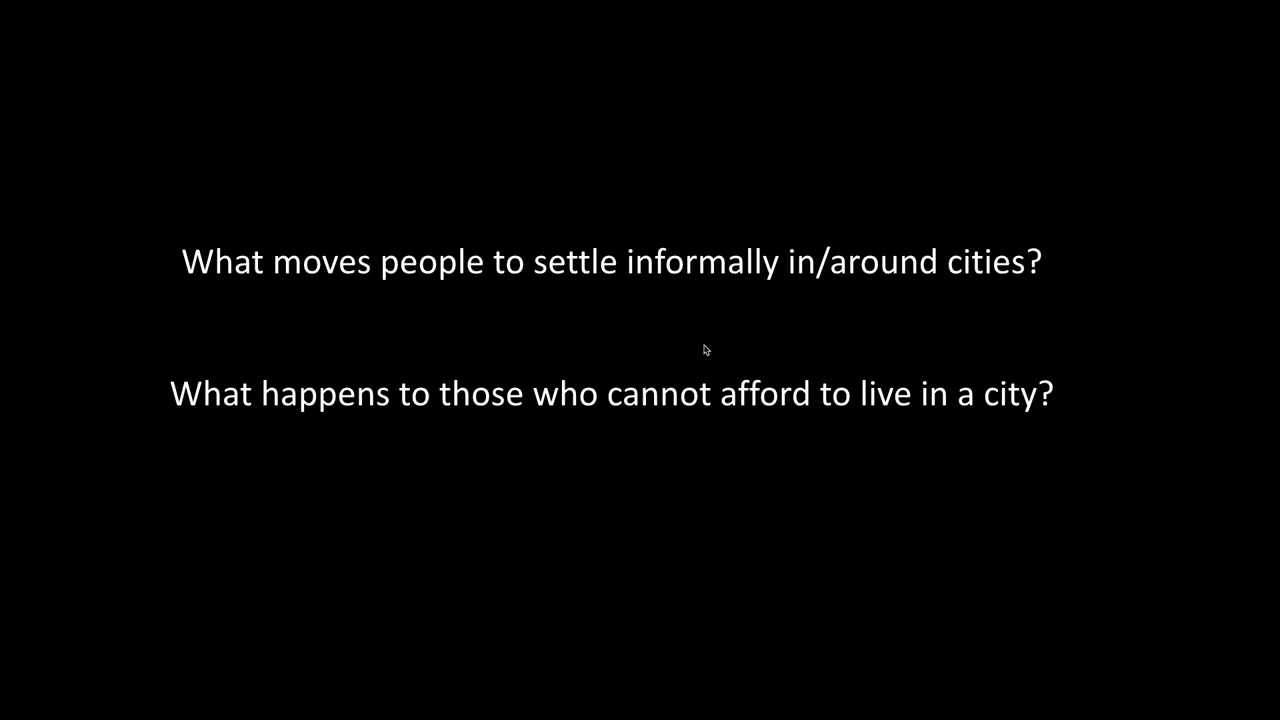 What moves people to settle informally in/around cities?
What happens to those who cannot afford to live in a city?